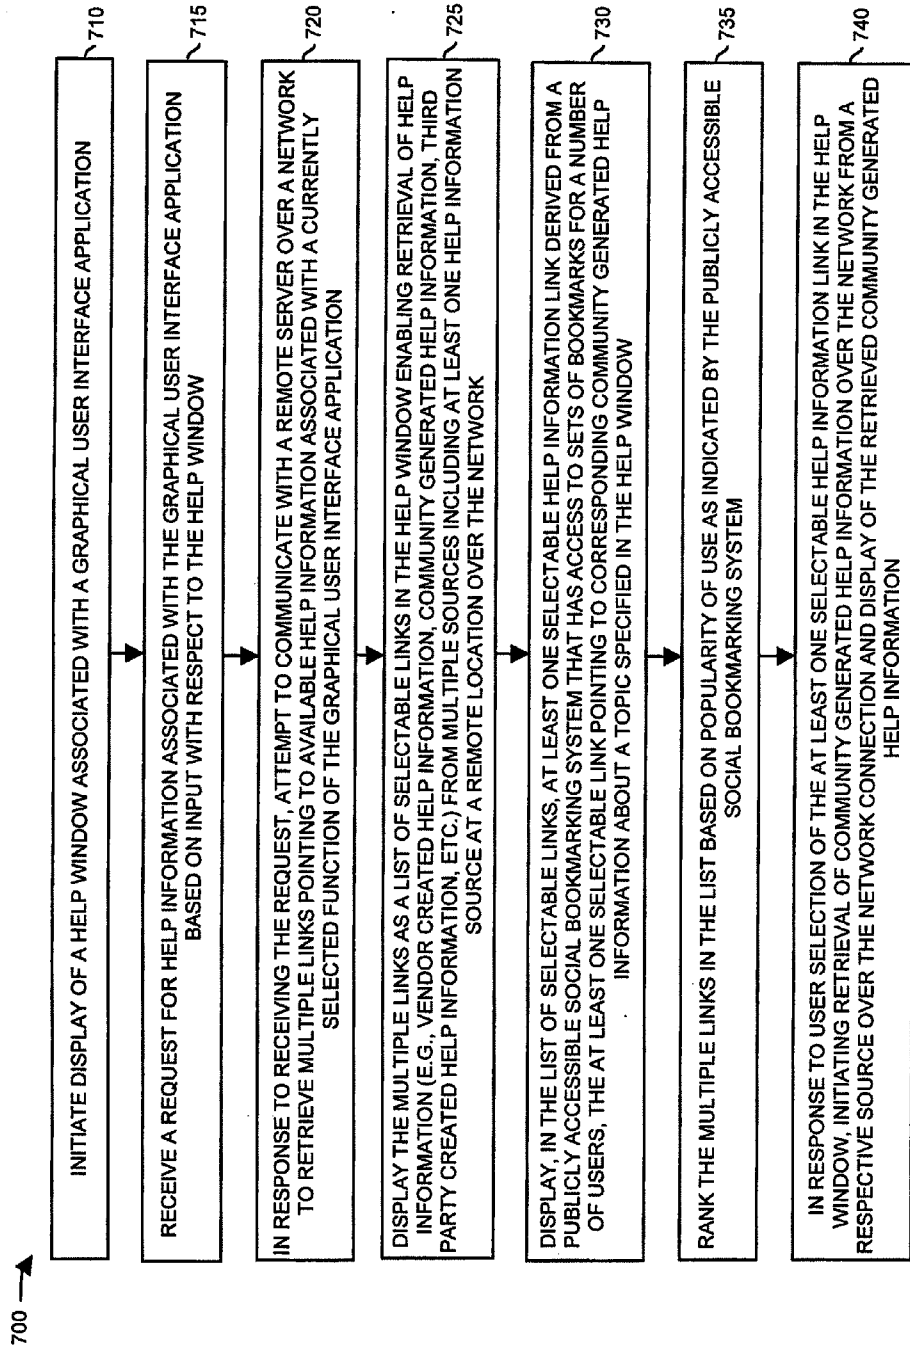 700
INITIATE DISPLAY OF A HELP WINDOW ASSOCIATED WITH A GRAPHICAL USER INTERFACE APPLICATION
710
RECEIVE A REQUEST FOR HELP INFORMATION ASSOCIATED WITH THE GRAPHICAL USER INTERFACE APPLICATION
BASED ON INPUT WITH RESPECT TO THE HELP WINDOW
715
IN RESPONSE TO RECEIVING THE REQUEST, ATTEMPT TO COMMUNICATE WITH A REMOTE SERVER OVER A NETWORK
TO RETRIEVE MULTIPLE LINKS POINTING TO AVAILABLE HELP INFORMATION ASSOCIATED WITH A CURRENTLY
SELECTED FUNCTION OF THE GRAPHICAL USER INTERFACE APPLICATION
720
DISPLAY THE MULTIPLE LINKS AS A LIST OF SELECTABLE LINKS IN THE HELP WINDOW ENABLING RETRIEVAL OF HELP
INFORMATION (E.G., VENDOR CREATED HELP INFORMATION, COMMUNITY GENERATED HELP INFORMATION, THIRD
PARTY CREATED HELP INFORMATION, ETC.) FROM MULTIPLE SOURCES INCLUDING AT LEAST ONE HELP INFORMATION
SOURCE AT A REMOTE LOCATION OVER THE NETWORK
725
DISPLAY, IN THE LIST OF SELECTABLE LINKS, AT LEAST ONE SELECTABLE HELP INFORMATION LINK DERIVED FROM A
PUBLICLY ACCESSIBLE SOCIAL BOOKMARKING SYSTEM THAT HAS ACCESS TO SETS OF BOOKMARKS FOR A NUMBER
OF USERS, THE AT LEAST ONE SELECTABLE LINK POINTING TO CORRESPONDING COMMUNITY GENERATED HELP
INFORMATION ABOUT A TOPIC SPECIFIED IN THE HELP WINDOW
730
RANK THE MULTIPLE LINKS IN THE LIST BASED ON POPULARITY OF USE AS INDICATED BY THE PUBLICLY ACCESSIBLE
SOCIAL BOOKMARKING SYSTEM
735
IN RESPONSE TO USER SELECTION OF THE AT LEAST ONE SELECTABLE HELP INFORMATION LINK IN THE HELP
WINDOW, INITIATING RETRIEVAL OF COMMUNITY GENERATED HELP INFORMATION OVER THE NETWORK FROM A
RESPECTIVE SOURCE OVER THE NETWORK CONNECTION AND DISPLAY OF THE RETRIEVED COMMUNITY GENERATED
HELP INFORMATION
740